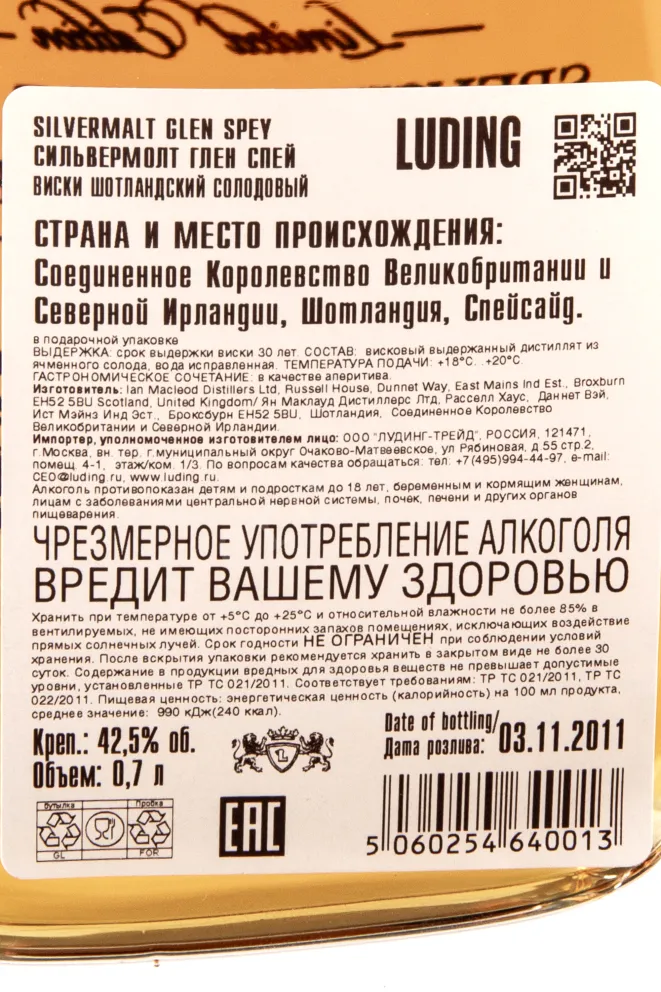 Limited Edition
SILVERMALT GLEN SPEY
СИЛЬВЕРМОЛТ ГЛЕН СПЕЙ
ВИСКИ ШОТЛАНДСКИЙ СОЛОДОВЫЙ
LUDING
СТРАНА И МЕСТО ПРОИСХОЖДЕНИЯ:
Соединенное Королевство Великобритании и
Северной Ирландии, Шотландия, Спейсайд.
в подарочной упаковке
ВЫДЕРЖКА: срок выдержки виски 30 лет. СОСТАВ: висковый выдержанный дистиллят из
ячменного солода, вода исправленная. ТЕМПЕРАТУРА ПОДАЧИ: +18°С...+20°С.
ГАСТРОНОМИЧЕСКОЕ СОЧЕТАНИЕ: в качестве аперитива.
Изготовитель: Ian Macleod Distillers Ltd, Russell House, Dunnet Way, East Mains Ind Est., Broxburn
EH52 5BU Scotland, United Kingdom/ Ян Маклауд Дистиллерс Лтд, Расселл Хаус, Даннет Вэй,
Ист Мэйнз Инд Эст., Броксбурн EH52 5BU, Шотландия, Соединенное Королевство
Великобритании и Северной Ирландии.
Импортер, уполномоченное изготовителем лицо: ООО "ЛУДИНГ-ТРЕЙД", РОССИЯ, 121471,
г.Москва, вн. тер. г.муниципальный округ Очаково-Матвеевское, ул Рябиновая, д.55 стр.2,
помещ. 4-1, этаж/ком. 1/3. По вопросам качества обращаться: тел: +7(495)994-44-97, e-mail:
CEO@luding.ru, www.luding.ru.
Алкоголь противопоказан детям и подросткам до 18 лет, беременным и кормящим женщинам,
лицам с заболеваниями центральной нервной системы, почек, печени и других органов
пищеварения.
ЧРЕЗМЕРНОЕ УПОТРЕБЛЕНИЕ АЛКОГОЛЯ
ВРЕДИТ ВАШЕМУ ЗДОРОВЬЮ
Хранить при температуре от +5°С до +25°С и относительной влажности не более 85% в
вентилируемых, не имеющих посторонних запахов помещениях, исключающих воздействие
прямых солнечных лучей. Срок годности НЕ ОГРАНИЧЕН при соблюдении условий
хранения. После вскрытия упаковки рекомендуется хранить в закрытом виде не более 30
суток. Содержание в продукции вредных для здоровья веществ не превышает допустимые
уровни, установленные ТР ТС 021/2011. Соответствует требованиям: ТР ТС 021/2011, ТР ТС
022/2011. Пищевая ценность: энергетическая ценность (калорийность) на 100 мл продукта,
среднее значение: 990 кДж(240 ккал).
Креп.: 42,5% об.
Объем: 0,7 л
L
Date of bottling/
Дата розлива: 03.11.2011
Бутылка Пробка
GL FOR
EAC
5 060254 640013